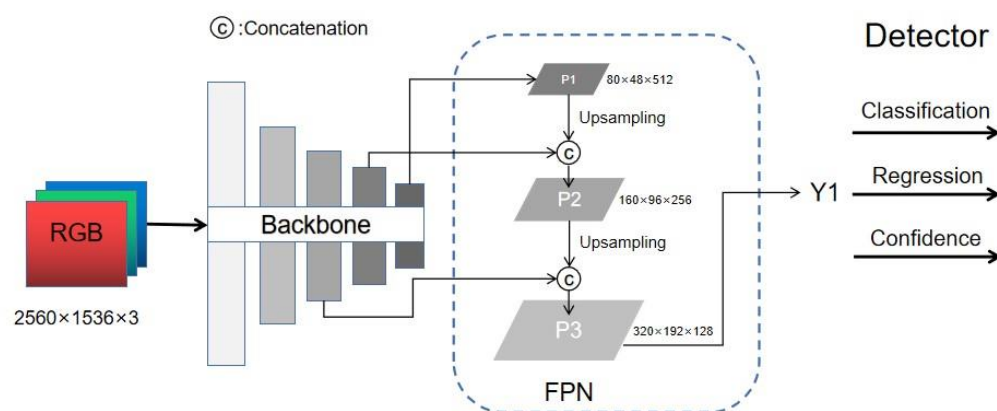 Ⓒ:Concatenation
Detector
P1
80×48×512
Upsampling
Classification
C
RGB
Backbone
P2
160×96×256
Y1
Regression
Upsampling
Confidence
C
2560×1536×3
P3
320×192×128
FPN